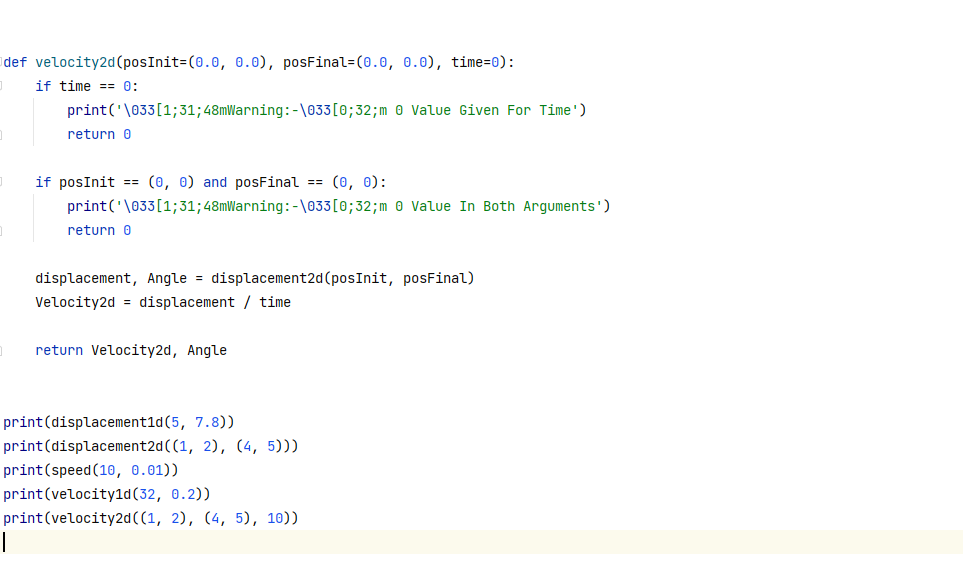 def velocity2d(posInit=(0.0, 0.0), posFinal=(0.0, 0.0), time=0):
    if time == 0:
        print('\033[1;31;48mWarning:-\033[0;32;m 0 Value Given For Time')
        return 0
    if posInit == (0, 0) and posFinal == (0, 0):
        print('\033[1;31;48mWarning:-\033[0;32;m 0 Value In Both Arguments')
        return 0
    displacement, Angle = displacement2d(posInit, posFinal)
    Velocity2d = displacement / time
    return Velocity2d, Angle
print(displacement1d(5, 7.8))
print(displacement2d((1, 2), (4, 5)))
print(speed(10, 0.01))
print(velocity1d(32, 0.2))
print(velocity2d((1, 2), (4, 5), 10))